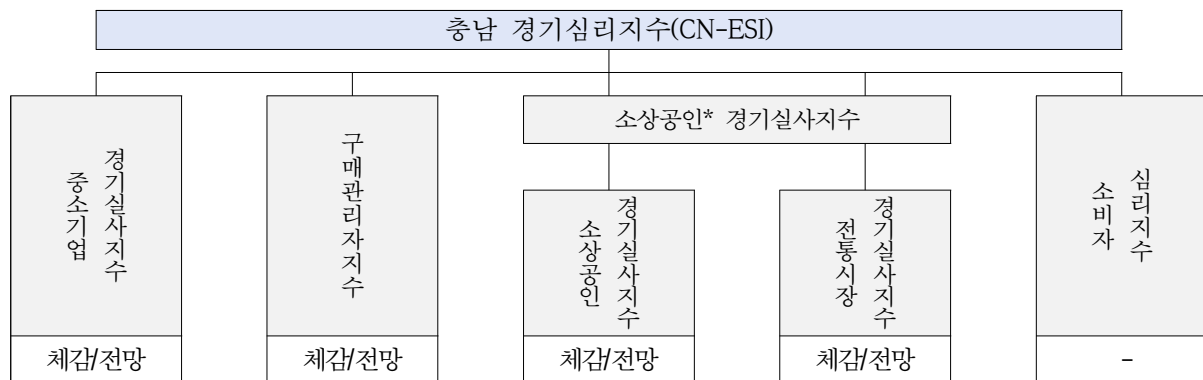 충남 경기심리지수(CN-ESI)
중소기업
경기실사지수
구매관리자지수
소상공인* 경기실사지수
소상공인
경기실사지수
전통시장
경기실사지수
소비자
심리지수
체감/전망
체감/전망
체감/전망
체감/전망
-